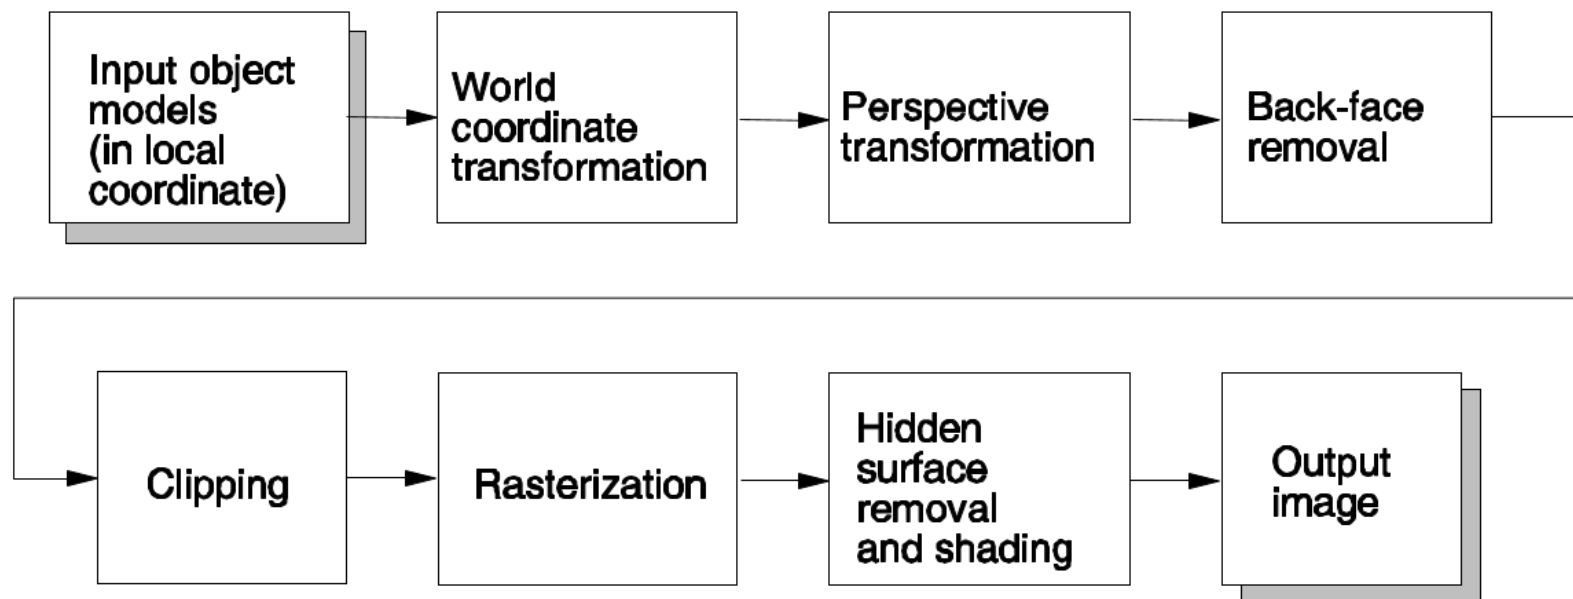 Input object
models
(in local
coordinate)
World
coordinate
transformation
Perspective
transformation
Back-face
removal
Clipping
Rasterization
Hidden
surface
removal
and shading
Output
image